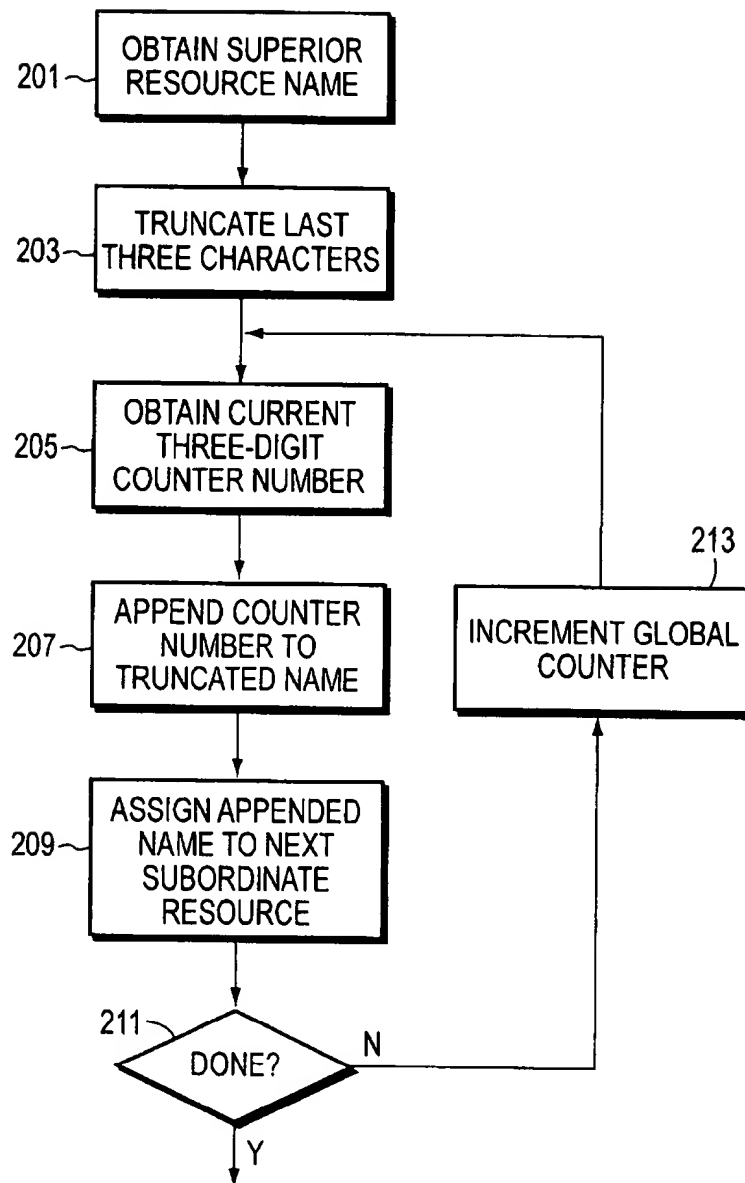 OBTAIN SUPERIOR
RESOURCE NAME
201
TRUNCATE LAST
THREE CHARACTERS
203
OBTAIN CURRENT
THREE-DIGIT
COUNTER NUMBER
205
213
INCREMENT GLOBAL
COUNTER
APPEND COUNTER
NUMBER TO
TRUNCATED NAME
207
ASSIGN APPENDED
NAME TO NEXT
SUBORDINATE
RESOURCE
209
211
DONE?
N
Y